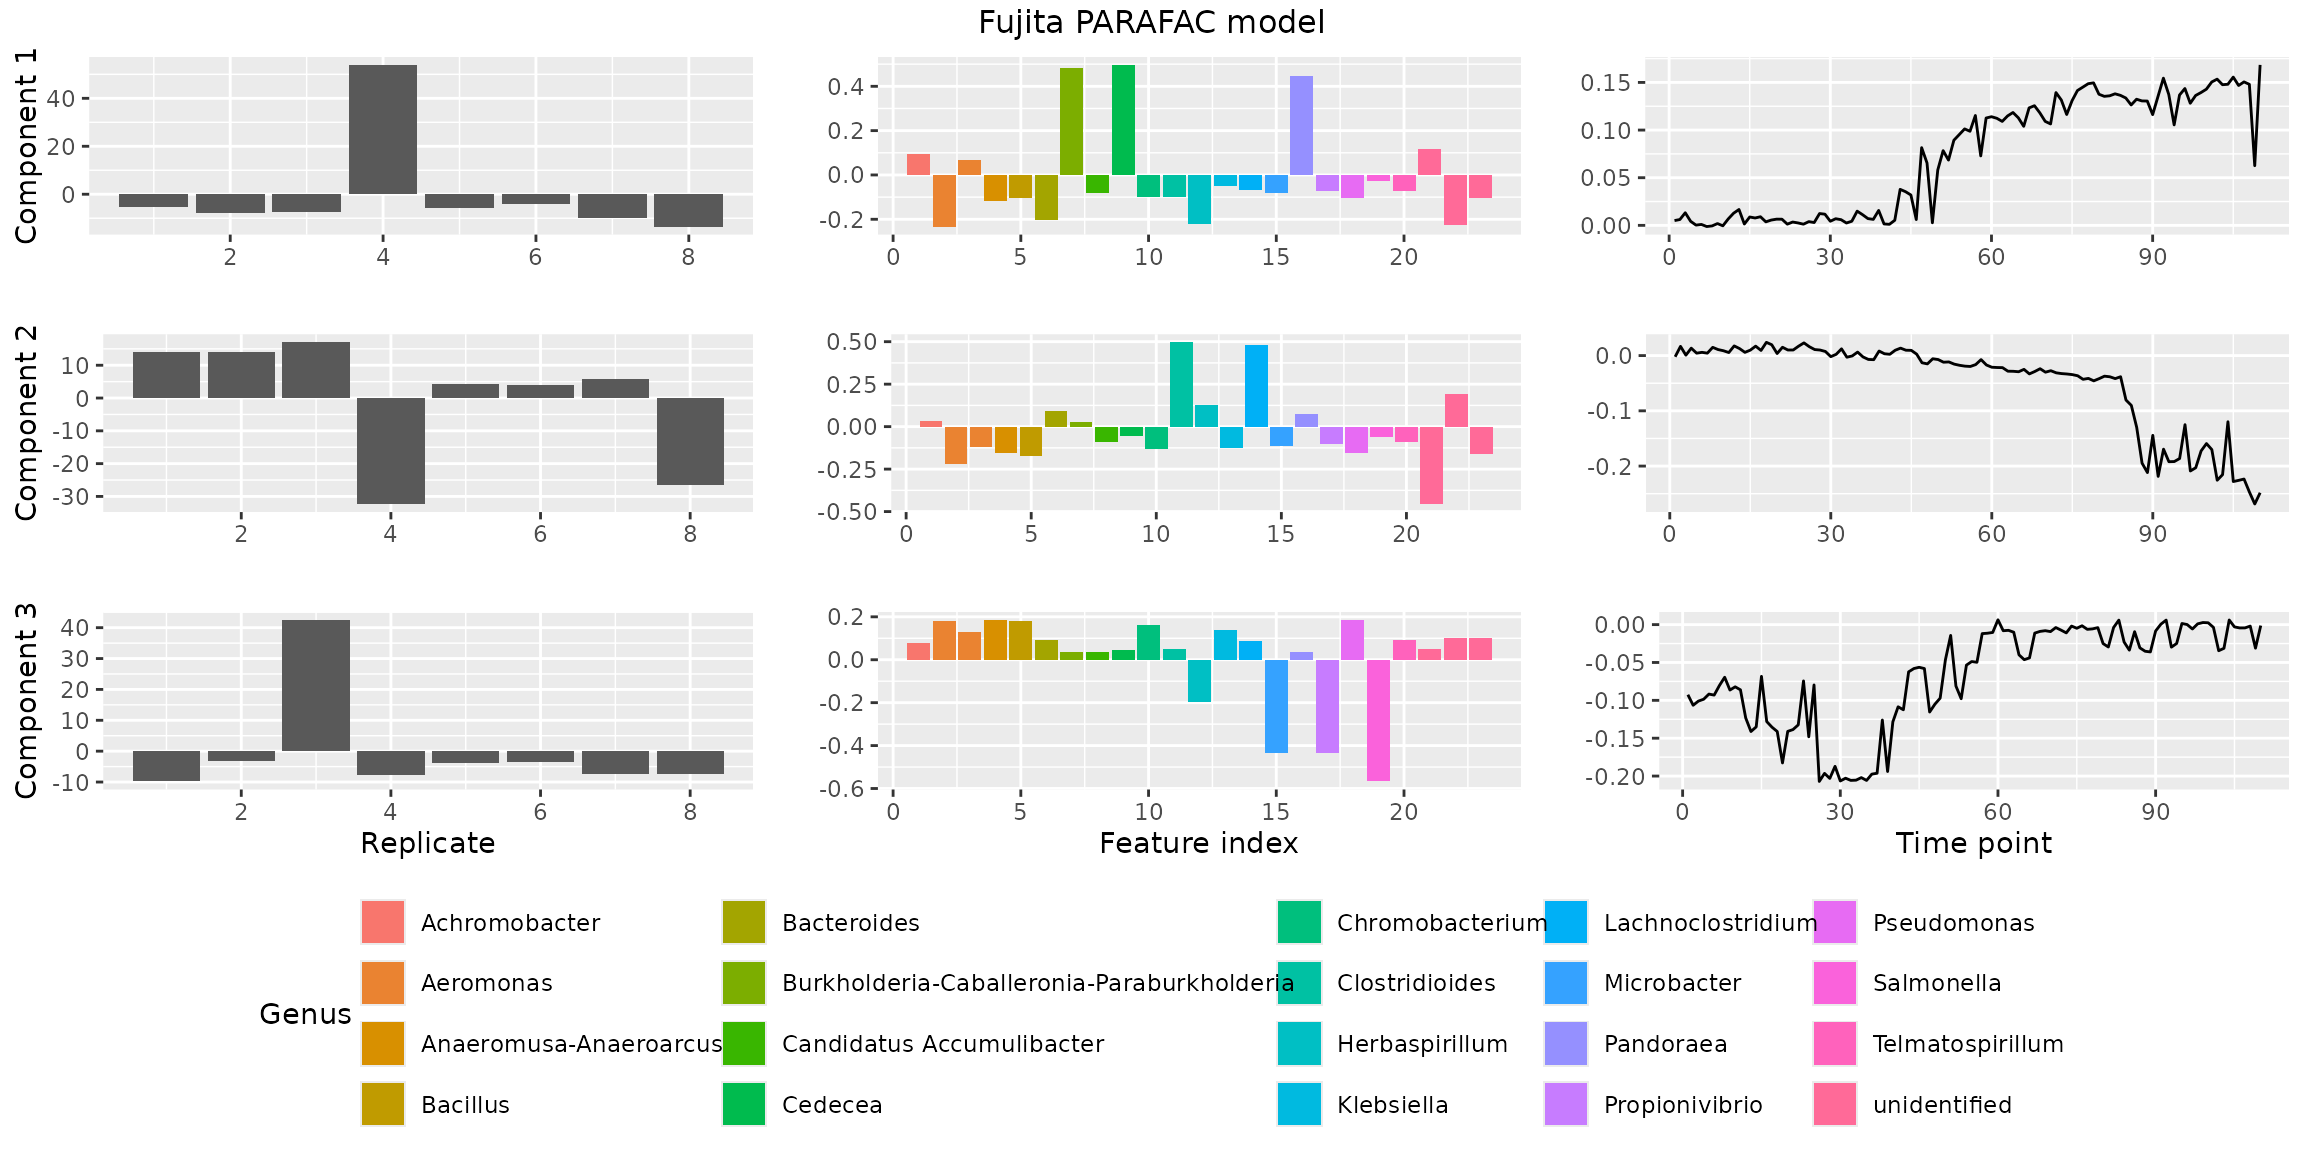 Fujita PARAFAC model
Component 1
40
20
0
2 4 6 8
0.4
0.2
0.0
-0.2
0 5 10 15 20
0.15
0.10
0.05
0.00
0 30 60 90
Component 2
10
0
-10
-20
-30
2 4 6 8
0.50
0.25
0.00
-0.25
-0.50
0 5 10 15 20
0.0
-0.1
-0.2
0 30 60 90
Component 3
40
30
20
10
0
-10
2 4 6 8
Replicate
0.2
0.0
-0.2
-0.4
-0.6
0 5 10 15 20
Feature index
0.00
-0.05
-0.10
-0.15
-0.20
0 30 60 90
Time point
Genus
Achromobacter
Aeromonas
Anaeromusa-Anaeroarcus
Bacillus
Bacteroides
Burkholderia-Caballeronia-Paraburkholderia
Candidatus Accumulibacter
Cedecea
Chromobacterium
Clostridioides
Herbaspirillum
Klebsiella
Lachnoclostridium
Microbacter
Pandoraea
Propionivibrio
Pseudomonas
Salmonella
Telmatospirillum
unidentified